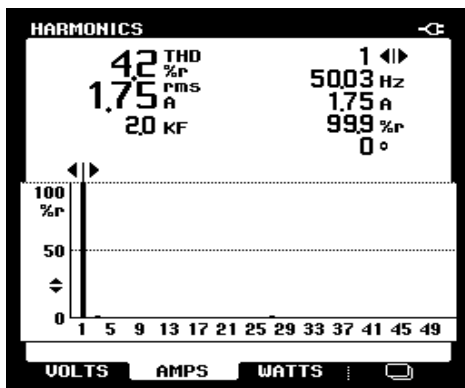 HARMONICS
4.2 THD %r
1.75 rms A
2.0 KF
1
50.03 Hz
1.75 A
99.9 %r
0 °
100
%r
50
0
1 5 9 13 17 21 25 29 33 37 41 45 49
VOLTS AMPS WATTS